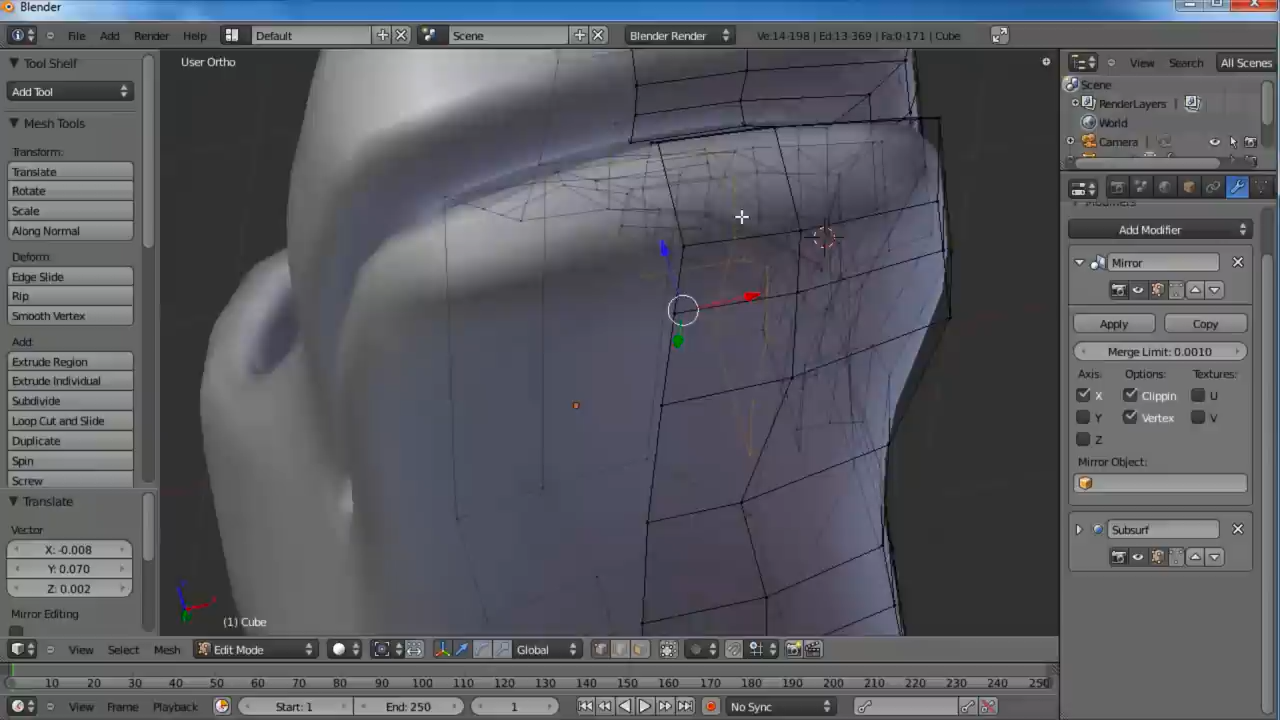 Blender
File Add Render Help Default Scene Blender Render Ve:14-198 | Ed:13-369 | Fa:0-171 | Cube
Tool Shelf
Add Tool
Mesh Tools
Transform:
Translate
Rotate
Scale
Along Normal
Deform:
Edge Slide
Rip
Smooth Vertex
Add:
Extrude Region
Extrude Individual
Subdivide
Loop Cut and Slide
Duplicate
Spin
Screw
Translate
Vector
X: -0.008
Y: 0.070
Z: 0.002
Mirror Editing
User Ortho
(1) Cube
View Search All Scenes
Scene
RenderLayers
World
Camera
Add Modifier
Mirror
Apply Copy
Merge Limit: 0.0010
Axis: Options: Textures:
X Clippin U
Y Vertex V
Z
Mirror Object:
Subsurf
View Select Mesh Edit Mode Global
10 20 30 40 50 60 70 80 90 100 110 120 130 140 150 160 170 180 190 200 210 220 230 240 250
View Frame Playback Start: 1 End: 250 1 No Sync